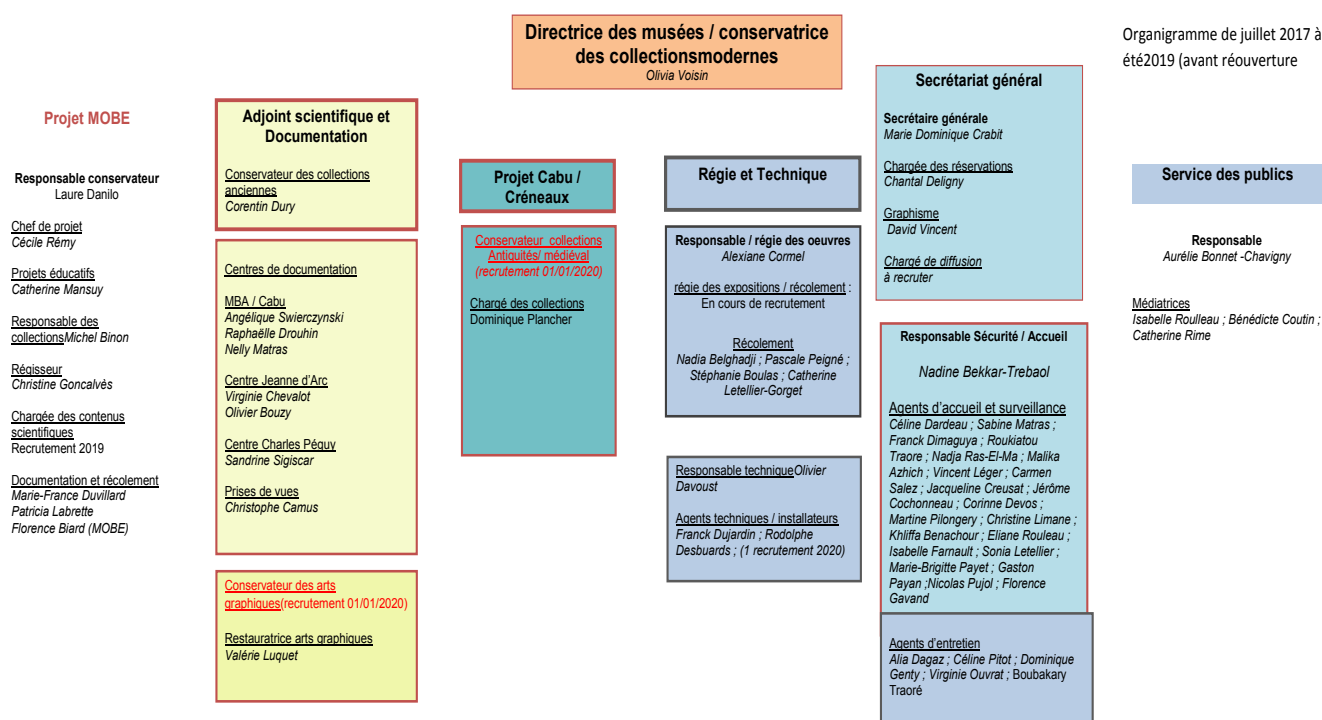 Directrice des musées / conservatrice
des collectionsmodernes
Olivia Voisin
Organigramme de juillet 2017 à
été2019 (avant réouverture
Projet MOBE
Responsable conservateur
Laure Danilo
Chef de projet
Cécile Rémy
Projets éducatifs
Catherine Mansuy
Responsable des
collectionsMichel Binon
Régisseur
Christine Goncalvès
Chargée des contenus
scientifiques
Recrutement 2019
Documentation et récolement
Marie-France Duvillard
Patricia Labrette
Florence Biard (MOBE)
Adjoint scientifique et
Documentation
Conservateur des collections
anciennes
Corentin Dury
Centres de documentation
MBA / Cabu
Angélique Swierczynski
Raphaëlle Drouhin
Nelly Matras
Centre Jeanne d'Arc
Virginie Chevalot
Olivier Bouzy
Centre Charles Péguy
Sandrine Sigiscar
Prises de vues
Christophe Camus
Conservateur des arts
graphiques(recrutement 01/01/2020)
Restauratrice arts graphiques
Valérie Luquet
Projet Cabu /
Créneaux
Conservateur collections
Antiquités/ médiéval
(recrutement 01/01/2020)
Chargé des collections
Dominique Plancher
Régie et Technique
Responsable / régie des oeuvres
Alexiane Cormel
régie des expositions / récolement :
En cours de recrutement
Récolement
Nadia Belghadji ; Pascale Peigné ;
Stéphanie Boulas ; Catherine
Letellier-Gorget
Responsable techniqueOlivier
Davoust
Agents techniques / installateurs
Franck Dujardin ; Rodolphe
Desbuards ; (1 recrutement 2020)
Secrétariat général
Secrétaire générale
Marie Dominique Crabit
Chargée des réservations
Chantal Deligny
Graphisme
David Vincent
Chargé de diffusion
à recruter
Responsable Sécurité / Accueil
Nadine Bekkar-Trebaol
Agents d'accueil et surveillance
Céline Dardeau ; Sabine Matras ;
Franck Dimaguya ; Roukiatou
Traore ; Nadja Ras-El-Ma ; Malika
Azhich ; Vincent Léger ; Carmen
Salez ; Jacqueline Creusat ; Jérôme
Cochonneau ; Corinne Devos ;
Martine Pilongery ; Christine Limane ;
Khliffa Benachour ; Eliane Rouleau ;
Isabelle Farnault ; Sonia Letellier ;
Marie-Brigitte Payet ; Gaston
Payan ;Nicolas Pujol ; Florence
Gavand
Agents d'entretien
Alia Dagaz ; Céline Pitot ; Dominique
Genty ; Virginie Ouvrat ; Boubakary
Traoré
Service des publics
Responsable
Aurélie Bonnet -Chavigny
Médiatrices
Isabelle Roulleau ; Bénédicte Coutin ;
Catherine Rime